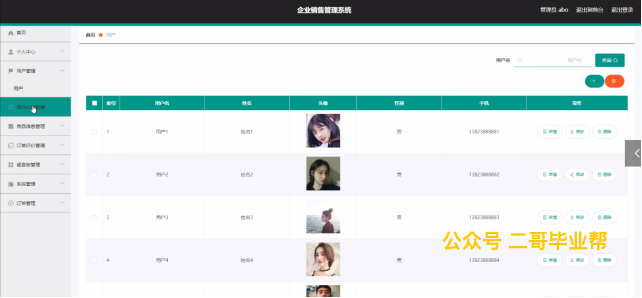 企业销售管理系统
管理员 abo 退出到前台 退出登录
首页
个人中心
用户管理
用户
商品信息管理
订单评价管理
留言板管理
系统管理
订单管理
首页 用户
用户名 用户名 查询
索引 用户名 姓名 头像 性别 手机 操作
1 用户1 姓名1 男 13823888881 详情 修改 删除
2 用户2 姓名2 男 13823888882 详情 修改 删除
3 用户3 姓名3 男 13823888883 详情 修改 删除
4 用户4 姓名4 男 13823888884 详情 修改 删除
公众号 二哥毕业帮